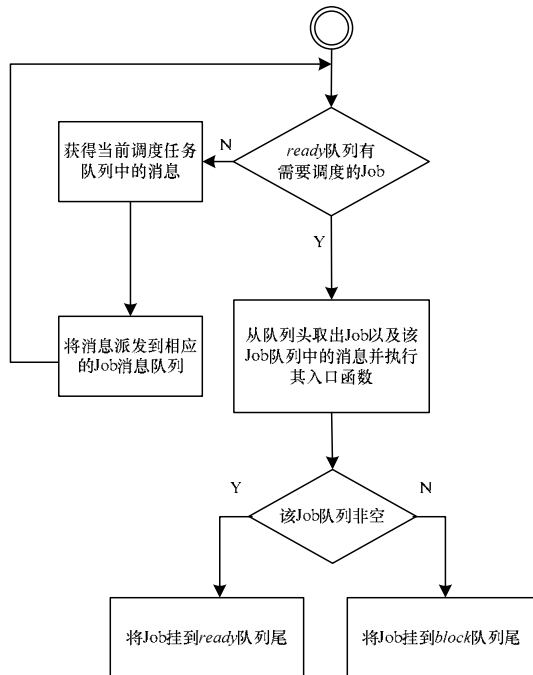 ready队列有
需要调度的Job
N
获得当前调度任务
队列中的消息
Y
将消息派发到相应
的Job消息队列
从队列头取出Job以及该
Job队列中的消息并执行
其入口函数
Y
N
该Job队列非空
将Job挂到ready队列尾
将Job挂到block队列尾